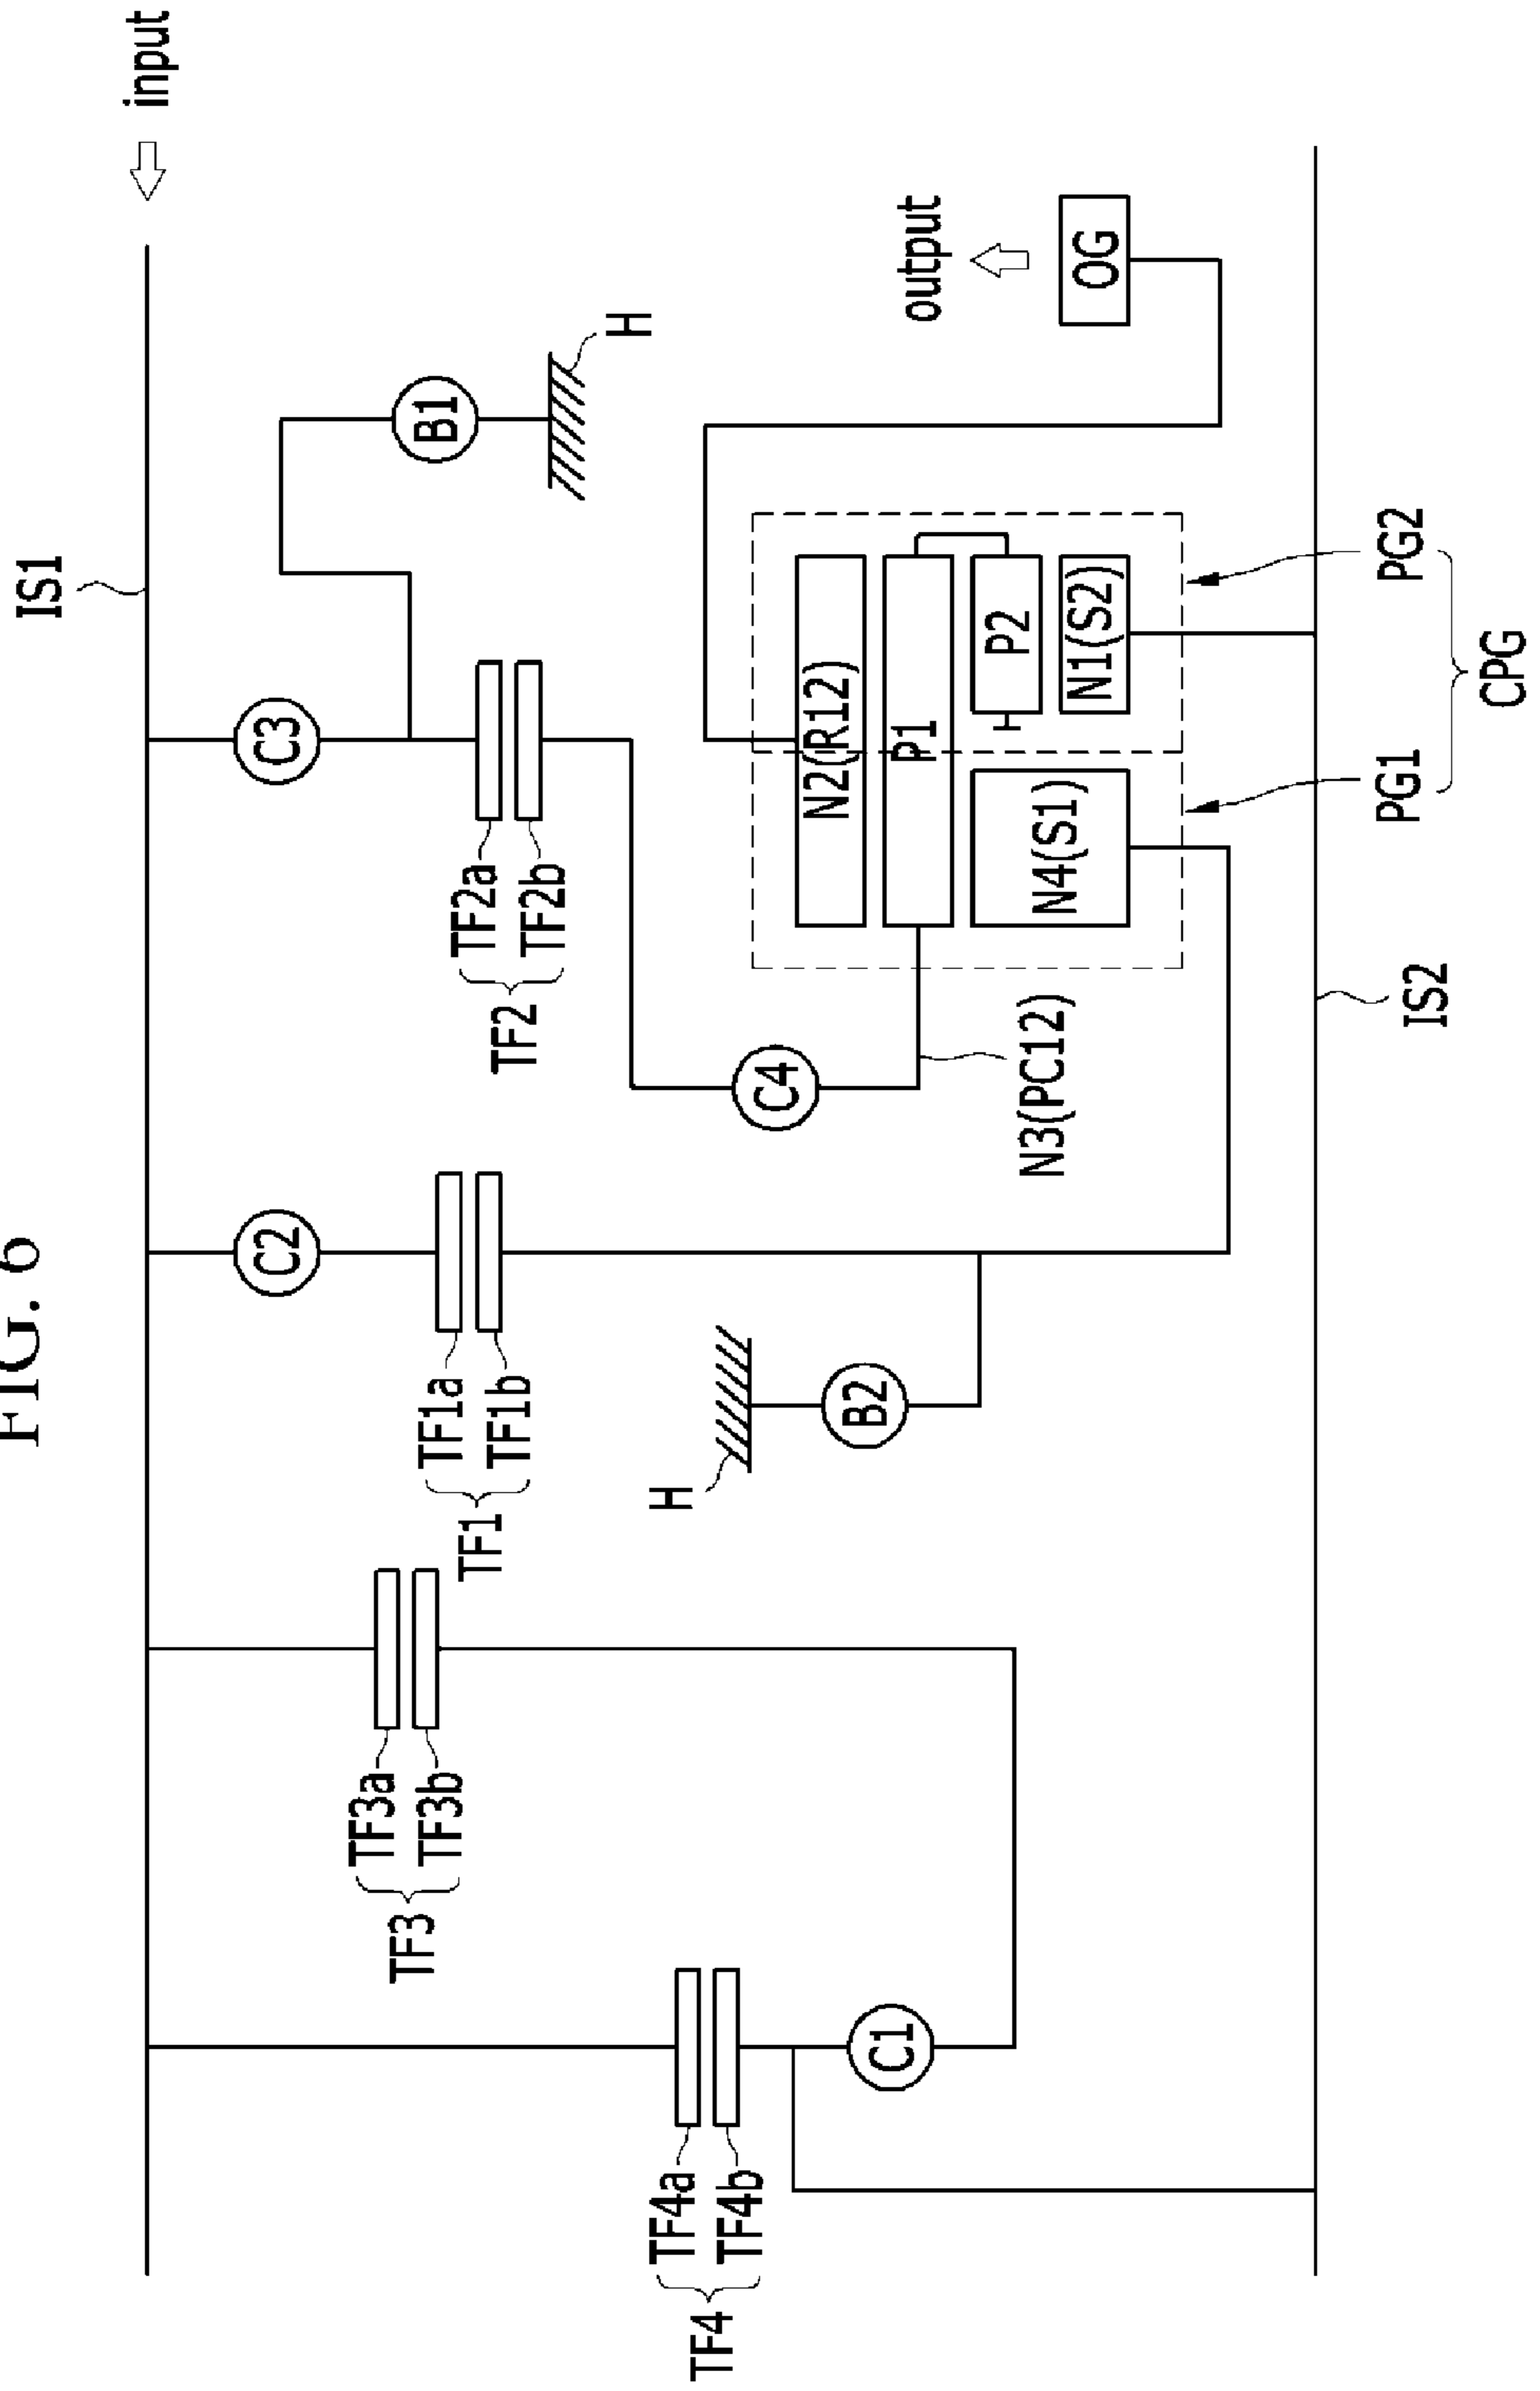 FIG. 6
input
IS1
C3
B1
H
TF2a
TF2b
TF2
C2
TF1a
TF1b
TF1
H
B2
TF3a
TF3b
TF3
TF4a
TF4b
TF4
C1
C4
N3(PC12)
N2(R12)
P1
P2
N4(S1)
N1(S2)
output
OG
PG1
PG2
CPG
IS2